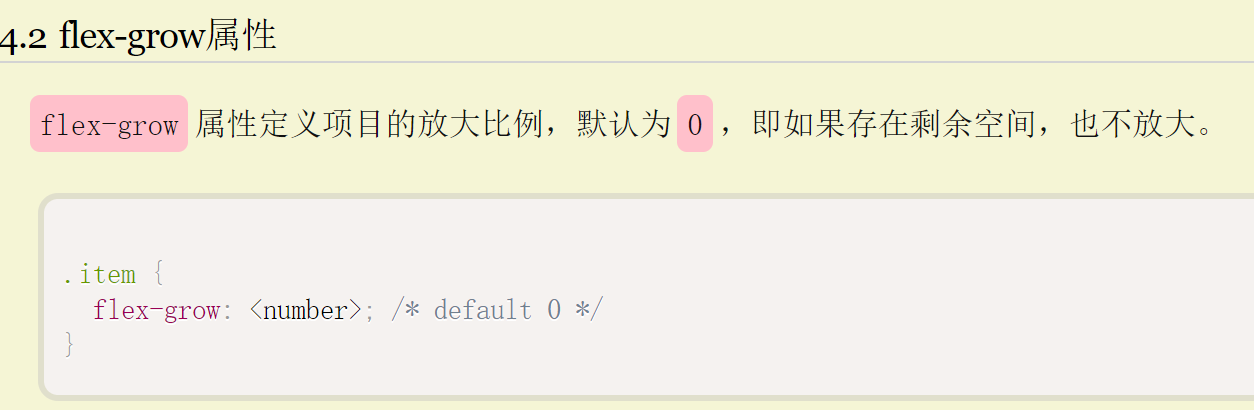 4.2 flex-grow属性
flex-grow 属性定义项目的放大比例，默认为 0 ，即如果存在剩余空间，也不放大。
.item {
  flex-grow: <number>; /* default 0 */
}